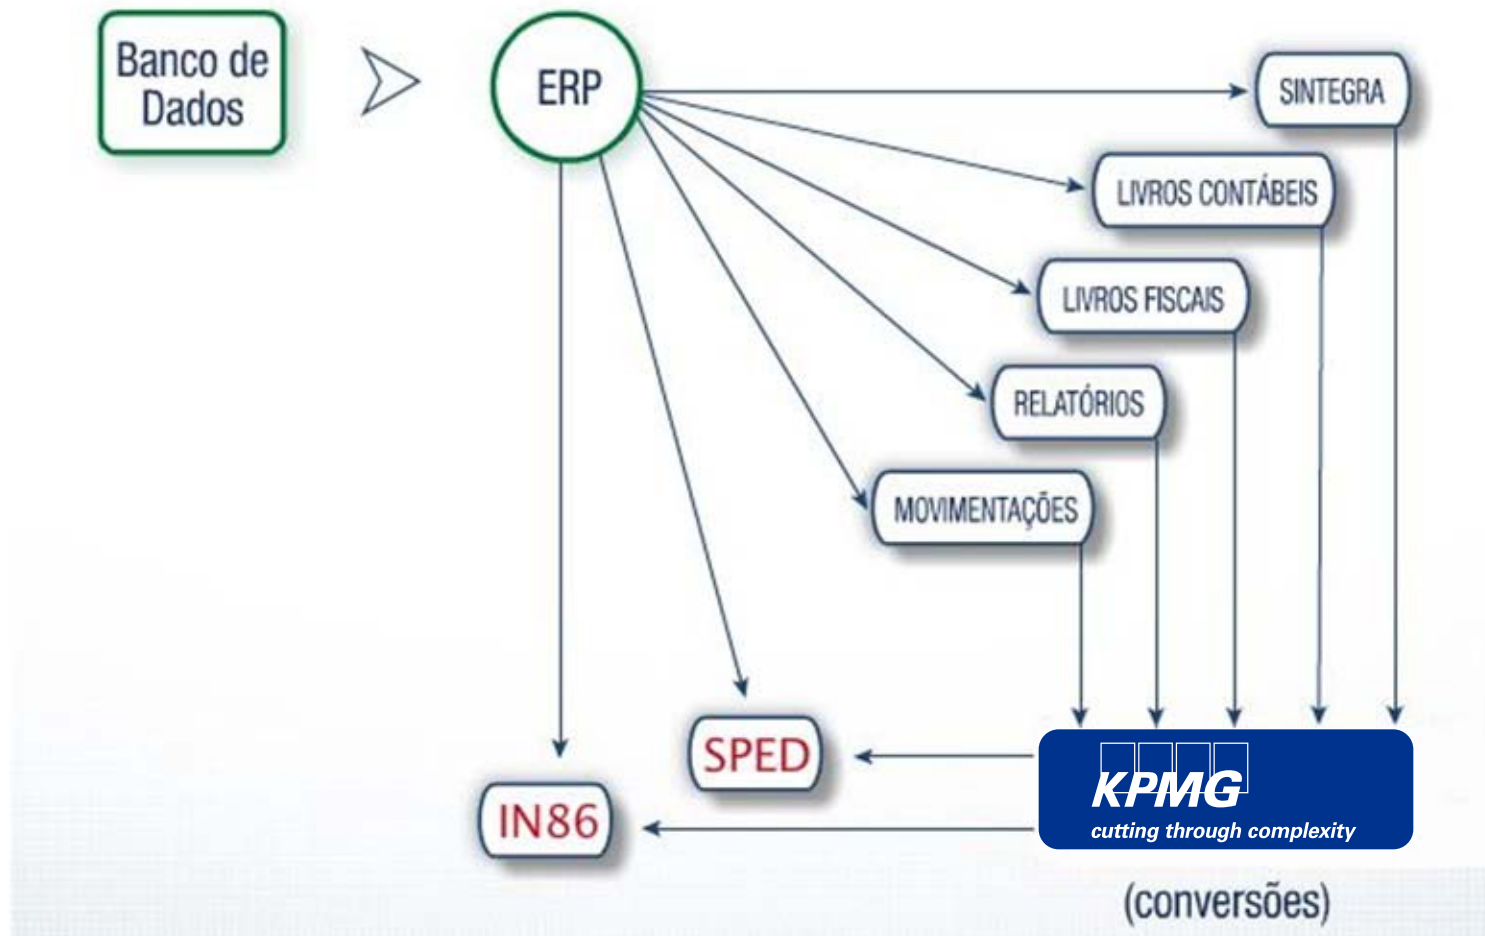 Banco de
Dados
ERP
SINTEGRA
LIVROS CONTÁBEIS
LIVROS FISCAIS
RELATÓRIOS
MOVIMENTAÇÕES
SPED
IN86
KPMG
cutting through complexity
(conversões)